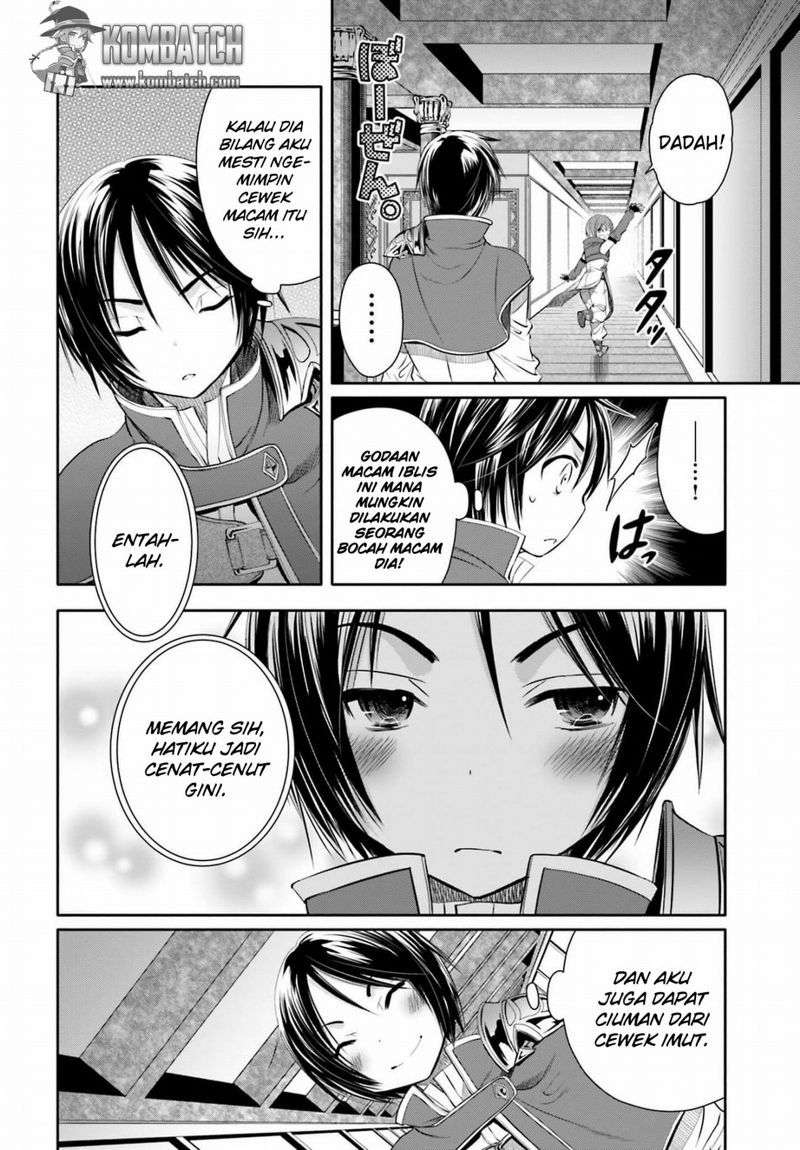 KOMBATCH
www.kombatch.com
DADAH!
ぼーぜん。
タタタッ
......
KALAU DIA
BILANG AKU
MESTI NGE-
MIMPIN
CEWEK
MACAM ITU
SIH...
......!
はっ
GODAAN
MACAM IBLIS
INI MANA
MUNGKIN
DILAKUKAN
SEORANG
BOCAH MACAM
DIA!
ENTAH-
LAH.
MEMANG SIH,
HATIKU JADI
CENAT-CENUT
GINI.
DAN AKU
JUGA DAPAT
CIUMAN DARI
CEWEK IMUT.